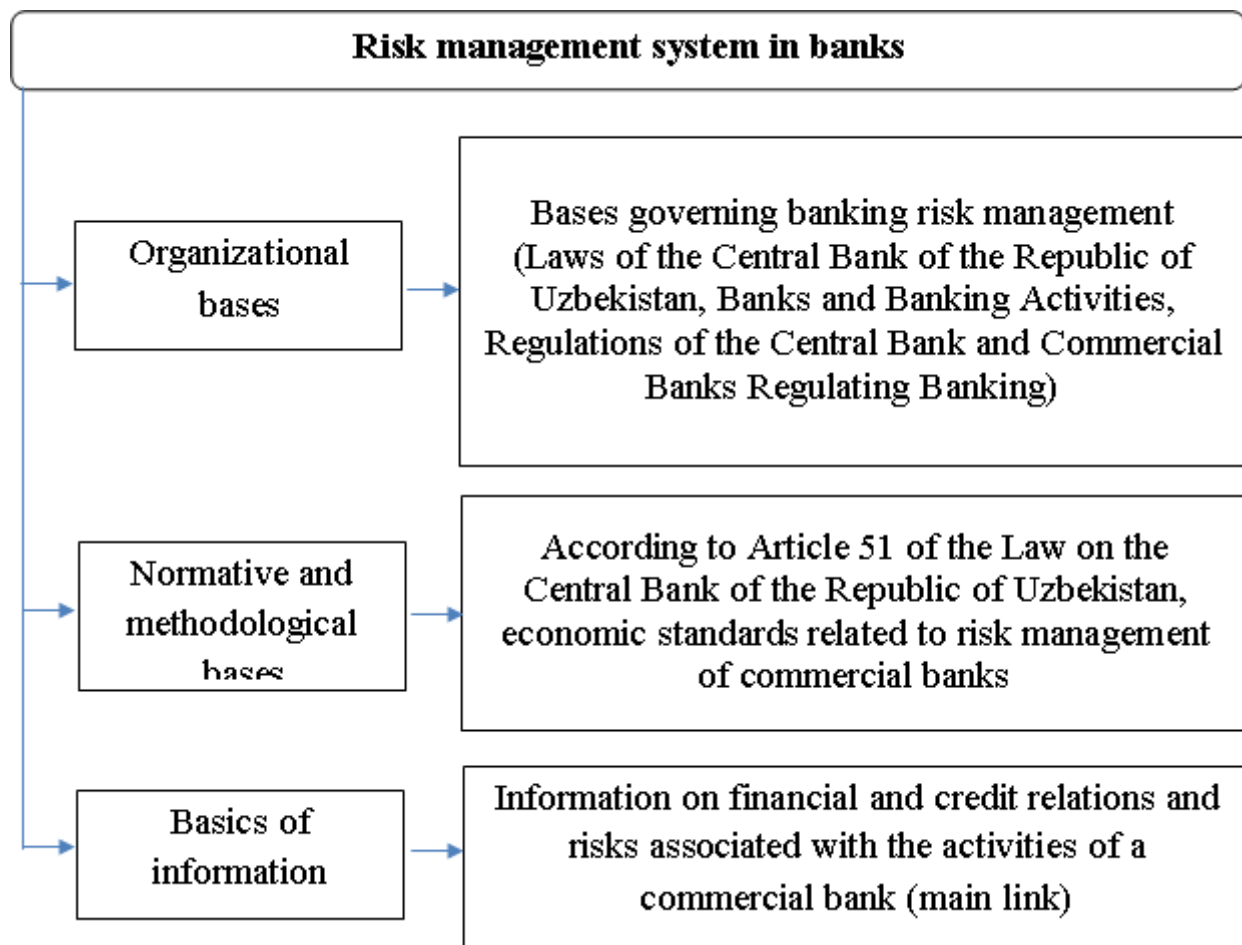 Risk management system in banks
Organizational
bases
Bases governing banking risk management
(Laws of the Central Bank of the Republic of
Uzbekistan, Banks and Banking Activities,
Regulations of the Central Bank and Commercial
Banks Regulating Banking)
Normative and
methodological
bases
According to Article 51 of the Law on the
Central Bank of the Republic of Uzbekistan,
economic standards related to risk management
of commercial banks
Basics of
information
Information on financial and credit relations and
risks associated with the activities of a
commercial bank (main link)